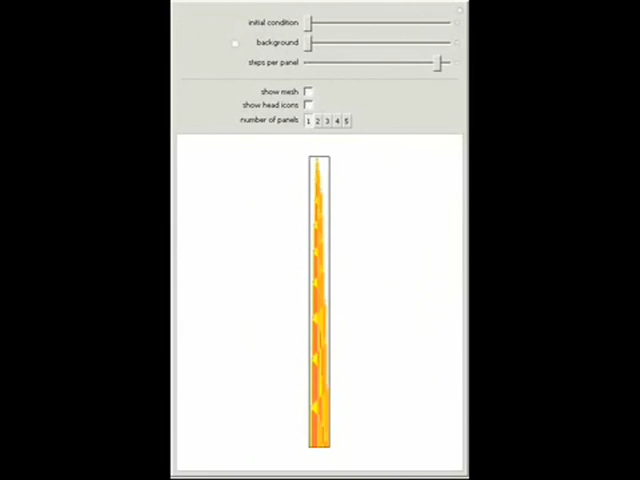 initial condition
background
steps per panel
show mesh
show head icons
number of panels 1 2 3 4 5